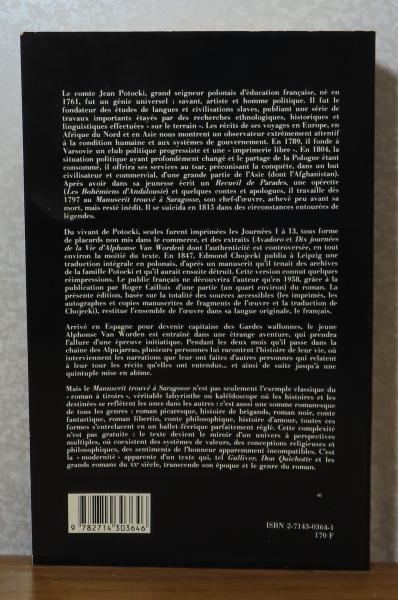 Le comte Jean Potocki, grand seigneur polonais d'éducation française, né
en 1761, fut un génie universel : savant, artiste et homme politique. Il fut le
fondateur des études de langues et civilisations slaves, publiant une série de
travaux importants étayés par des recherches ethnologiques, historiques et
linguistiques effectuées « sur le terrain ». Les récits de ses voyages en Europe, en
Afrique du Nord et en Asie nous montrent un observateur extrêmement attentif
à la condition humaine et aux systèmes de gouvernement. En 1789, il fonde à
Varsovie un club politique progressiste et une « imprimerie libre ». En 1804, la
situation politique ayant profondément changé et le partage de la Pologne étant
consommé, il offrira ses services au tsar, préconisant la conquête, dans un but
civilisateur et commercial, d'une grande partie de l'Asie (dont l'Afghanistan).
Après avoir dans sa jeunesse écrit un Recueil de Parades, une opérette
(Les Bohémiens d'Andalousie) et quelques contes et apologues, il travaille dès
1797 au Manuscrit trouvé à Saragosse, son chef-d'œuvre, achevé peu avant sa
mort, mais resté inédit. Il se suicida en 1815 dans des circonstances entourées de
légendes.
Du vivant de Potocki, seules furent imprimées les Journées 1 à 13, sous
forme de placards non mis dans le commerce, et des extraits (Avadoro et Dix journées
de la Vie d'Alphonse Van Worden) dont l'authenticité est controversée, en tout
environ la moitié du texte. En 1847, Edmund Chojecki publia à Leipzig une
traduction intégrale en polonais, d'après un manuscrit qu'il tenait des archives
de la famille Potocki et qu'il aurait ensuite détruit. Cette version connut quelques
réimpressions. Le public français ne découvrira l'auteur qu'en 1958, grâce à la
publication par Roger Caillois d'une partie (un quart environ) du roman. La
présente édition, basée sur la totalité des sources accessibles (les imprimés, les
autographes et copies manuscrites de fragments de l'œuvre et la traduction de
Chojecki), restitue l'ensemble de l'œuvre dans sa langue originale, le français.
Arrivé en Espagne pour devenir capitaine des Gardes wallonnes, le jeune
Alphonse Van Worden est entraîné dans une étrange aventure, qui prendra
l'allure d'une épreuve initiatique. Pendant les deux mois qu'il passe dans la
chaîne des Alpujarras, plusieurs personnes lui racontent l'histoire de leur vie, où
interviennent les narrations que leur ont faites d'autres personnes qui relatent
à leur tour les récits qu'elles ont entendus... et ainsi de suite jusqu'à une
quintuple mise en abîme.
Mais le Manuscrit trouvé à Saragosse n'est pas seulement l'exemple classique du
« roman à tiroirs », véritable labyrinthe ou kaléidoscope où les histoires et les
destinées se reflètent les unes dans les autres : c'est aussi une somme romanesque
de tous les genres : roman picaresque, histoire de brigands, roman noir, conte
fantastique, roman libertin, conte philosophique, histoire d'amour, toutes ces
formes s'entrelacent en un ballet-féerique parfaitement réglé. Cette complexité
n'est pas gratuite : le texte devient le miroir d'un univers à perspectives
multiples, où coexistent des systèmes de valeurs, des conceptions religieuses et
philosophiques, des sentiments de l'honneur apparemment incompatibles. C'est
la « modernité » apparente d'un texte qui, tel Gulliver, Don Quichotte et les
grands romans du XXe siècle, transcende son époque et le genre du roman.
9 782714 303646
ISBN 2-7143-0364-1
170 F